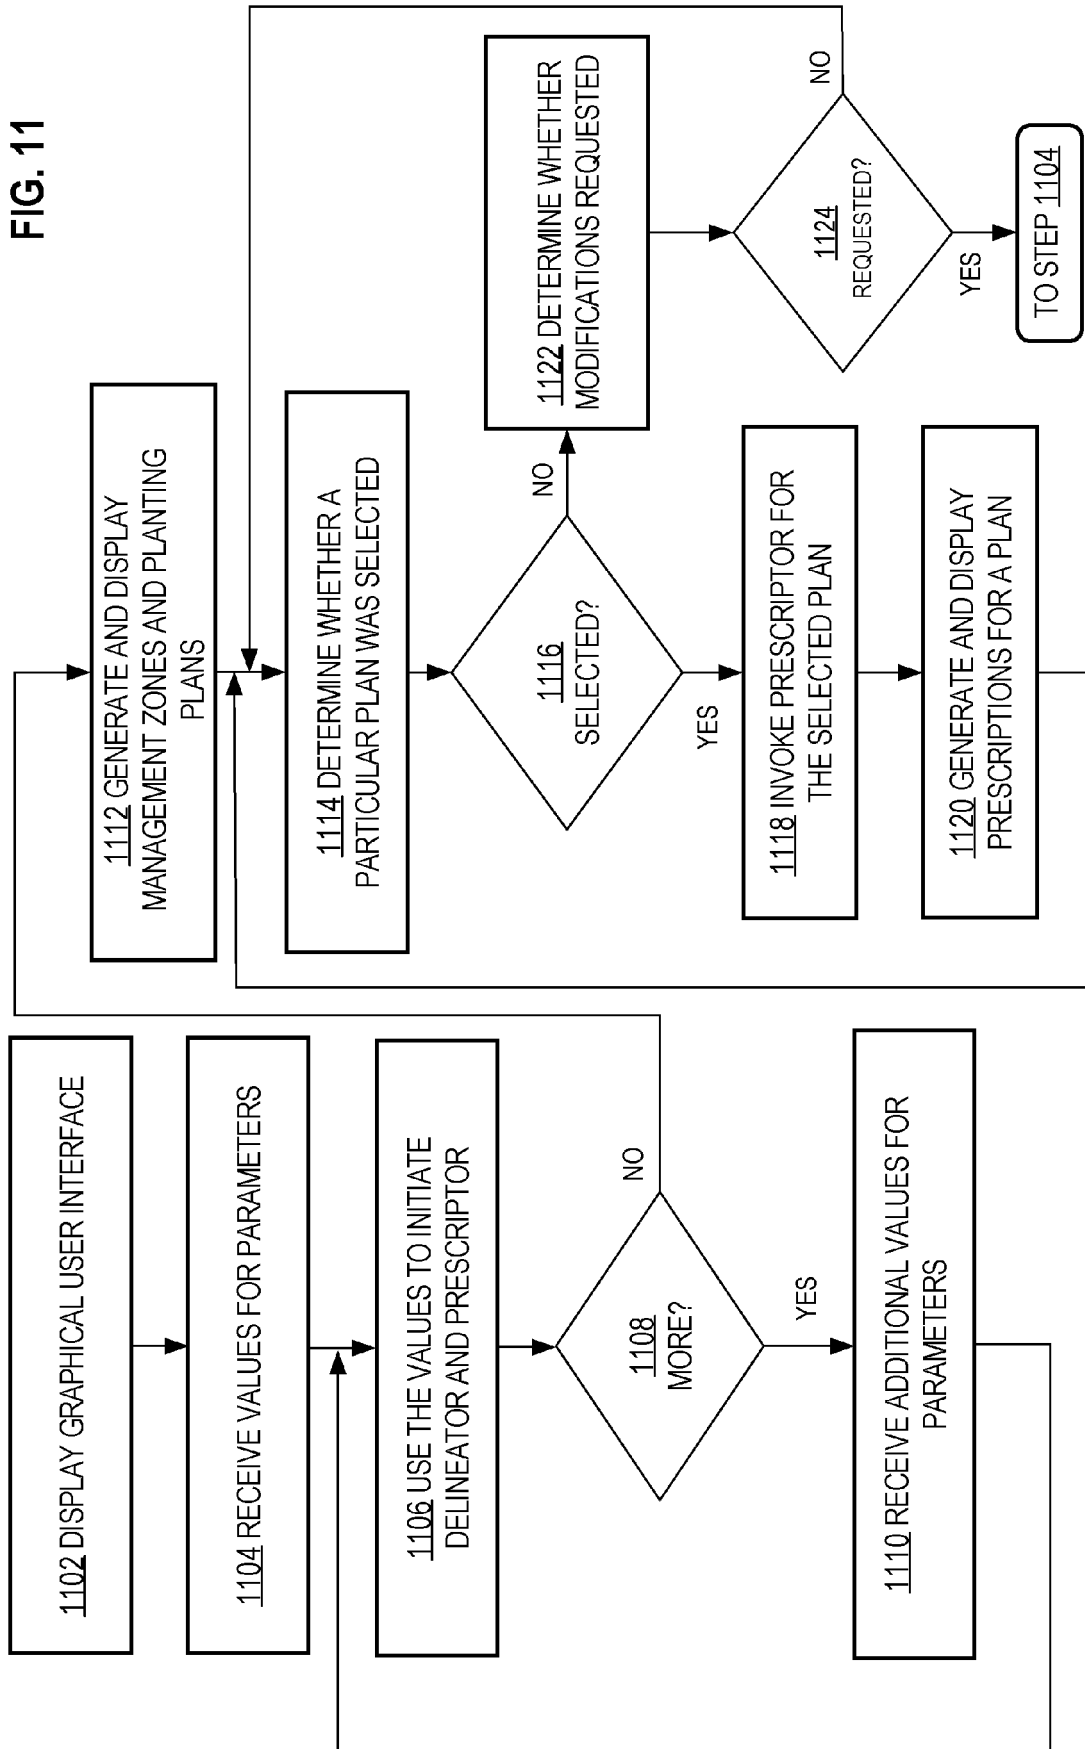 FIG. 11
1102 DISPLAY GRAPHICAL USER INTERFACE
1104 RECEIVE VALUES FOR PARAMETERS
1106 USE THE VALUES TO INITIATE
DELINEATOR AND PRESCRIPTOR
1108
MORE?
NO
YES
1110 RECEIVE ADDITIONAL VALUES FOR
PARAMETERS
1112 GENERATE AND DISPLAY
MANAGEMENT ZONES AND PLANTING
PLANS
1114 DETERMINE WHETHER A
PARTICULAR PLAN WAS SELECTED
1116
SELECTED?
NO
YES
1118 INVOKE PRESCRIPTOR FOR
THE SELECTED PLAN
1120 GENERATE AND DISPLAY
PRESCRIPTIONS FOR A PLAN
1122 DETERMINE WHETHER
MODIFICATIONS REQUESTED
1124
REQUESTED?
NO
YES
TO STEP 1104